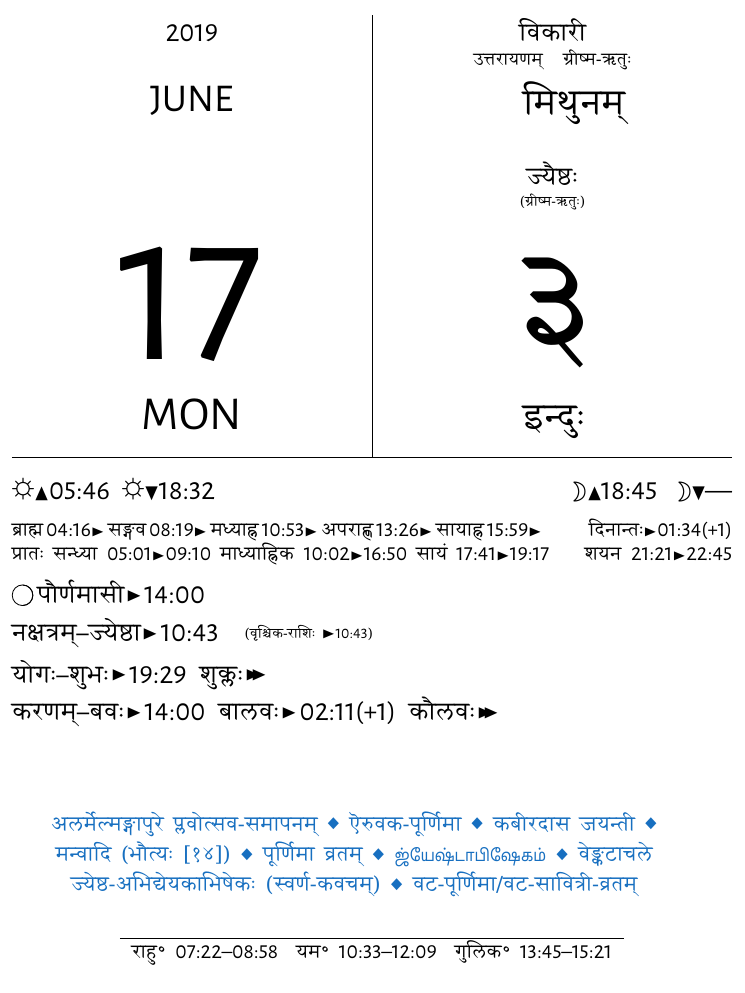 2019
JUNE
17
MON
विकारी
उत्तरायणम् ग्रीष्म-ऋतुः
मिथुनम्
ज्यैष्ठः
(ग्रीष्म-ऋतुः)
३
इन्दुः
☼▲05:46 ☼▼18:32 ☽▲18:45 ☽▼—
ब्राह्म 04:16► सङ्गव 08:19► मध्याह्न 10:53► अपराह्ण 13:26► सायाह्न 15:59► दिनान्तः►01:34(+1)
प्रातः सन्ध्या 05:01►09:10 माध्याह्निक 10:02►16:50 सायं 17:41►19:17 शयन 21:21►22:45
◯पौर्णमासी►14:00
नक्षत्रम्–ज्येष्ठा►10:43 (वृश्चिक-राशिः ►10:43)
योगः–शुभः►19:29 शुक्लः►►
करणम्–बवः►14:00 बालवः►02:11(+1) कौलवः►►
अलर्मेल्मङ्गापुरे प्लवोत्सव-समापनम् ◆ ऐरुवक-पूर्णिमा ◆ कबीरदास जयन्ती ◆
मन्वादि (भौत्यः [१४]) ◆ पूर्णिमा व्रतम् ◆ ஜ்யேஷ்டாபிஷேகம் ◆ वेङ्कटाचले
ज्येष्ठ-अभिद्येयकाभिषेकः (स्वर्ण-कवचम्) ◆ वट-पूर्णिमा/वट-सावित्री-व्रतम्
राहु° 07:22–08:58 यम° 10:33–12:09 गुलिक° 13:45–15:21